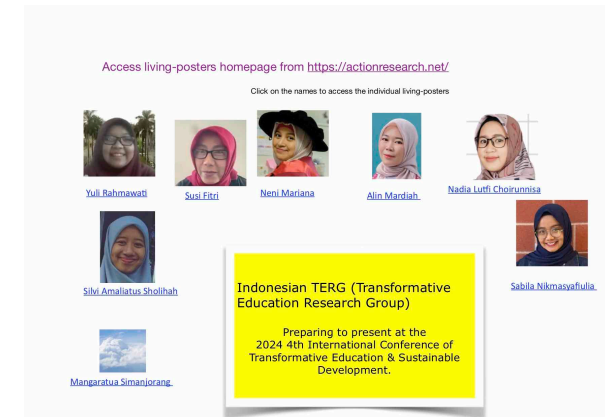 Access living-posters homepage from https://actionresearch.net/
Click on the names to access the individual living-posters
Yuli Rahmawati
Susi Fitri
Neni Mariana
Alin Mardiah
Nadia Lutfi Choirunnisa
Silvi Amaliatus Sholihah
Sabila Nikmasyafiulia
Indonesian TERG (Transformative
Education Research Group)
Preparing to present at the
2024 4th International Conference of
Transformative Education & Sustainable
Development.
Mangaratua Simanjorang